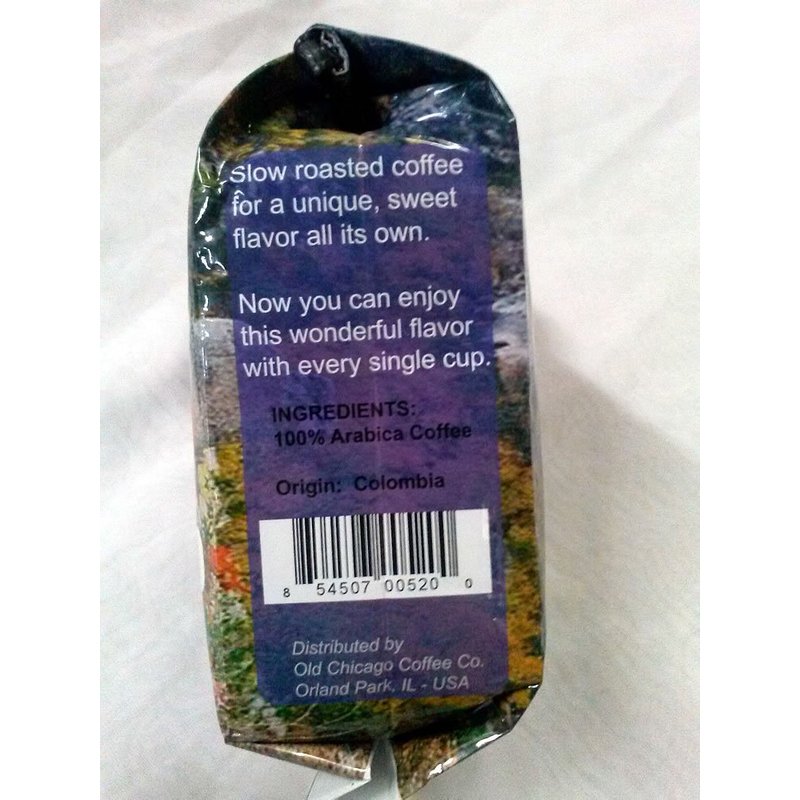 Slow roasted coffee
for a unique, sweet
flavor all its own.
Now you can enjoy
this wonderful flavor
with every single cup.
INGREDIENTS:
100% Arabica Coffee
Origin: Colombia
8 54507 00520 0
Distributed by
Old Chicago Coffee Co.
Orland Park, IL - USA